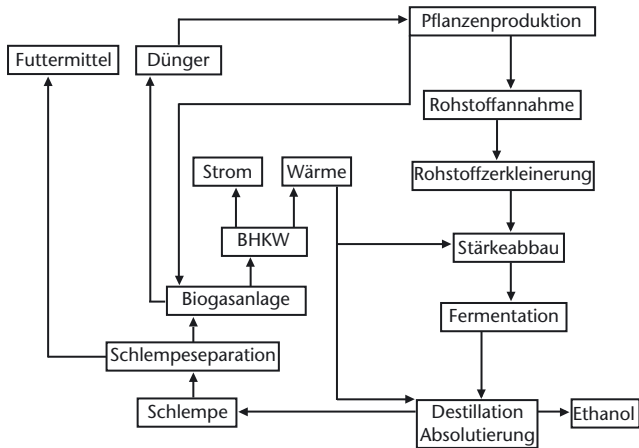 Pflanzenproduktion
Futtermittel
Dünger
Rohstoffannahme
Strom
Wärme
Rohstoffzerkleinerung
BHKW
Stärkeabbau
Biogasanlage
Fermentation
Schlempeseparation
Schlempe
Destillation
Absolutierung
Ethanol